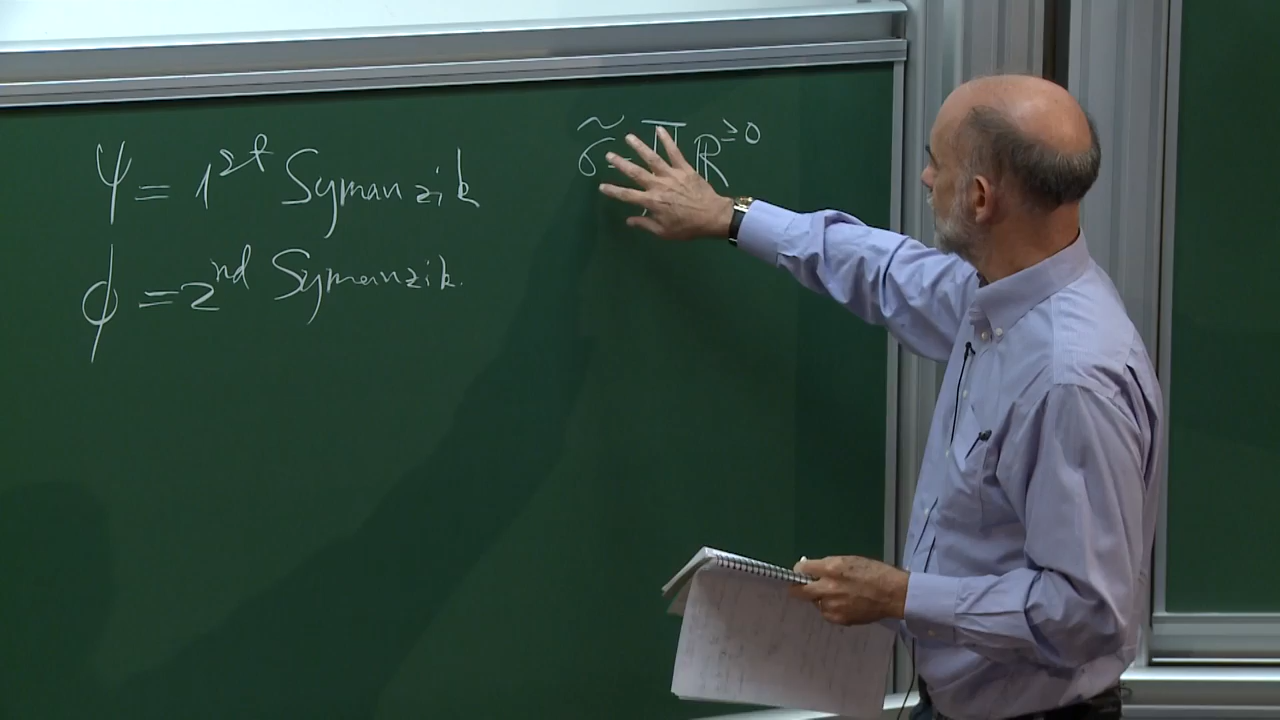 ψ = 1st Symanzik
σ̃ = ∏ ℝ≥0
ϕ = 2nd Symanzik.